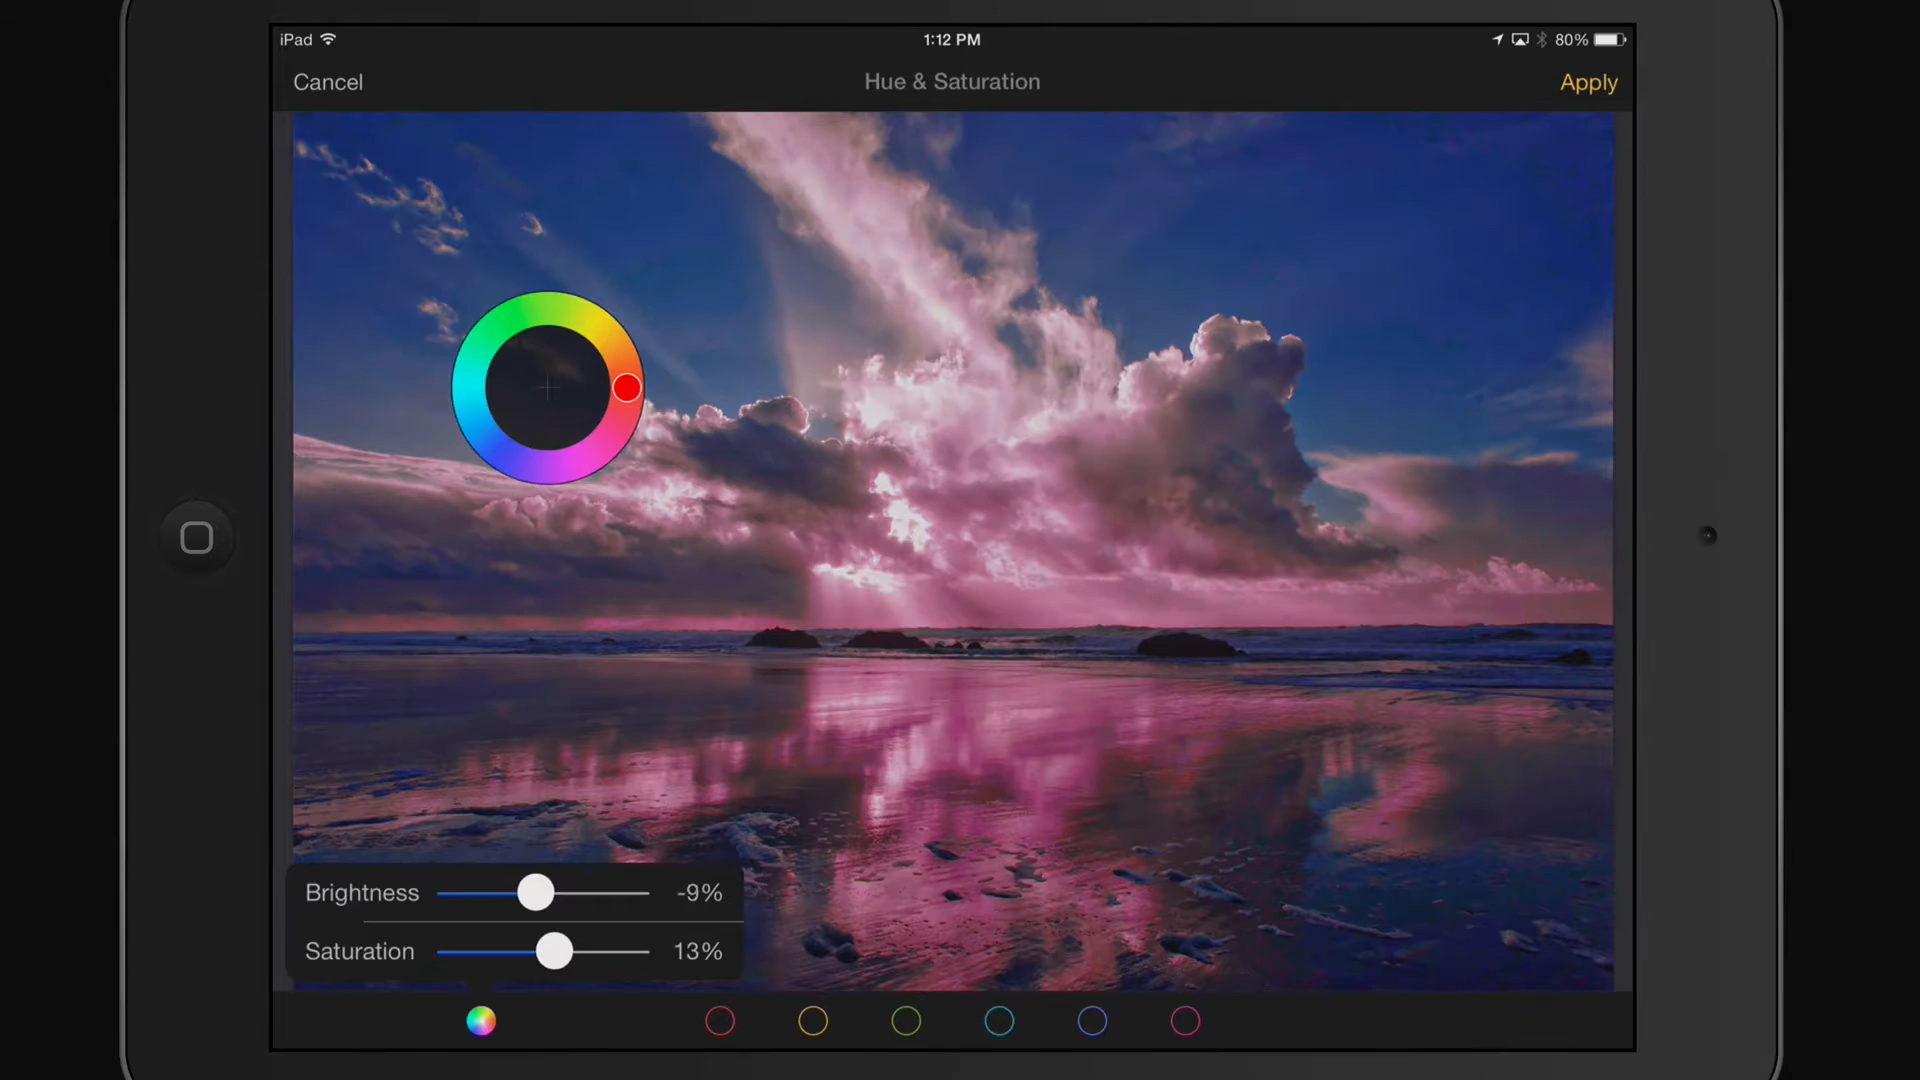 iPad 1:12 PM 80%
Cancel Hue & Saturation Apply
Brightness -9%
Saturation 13%